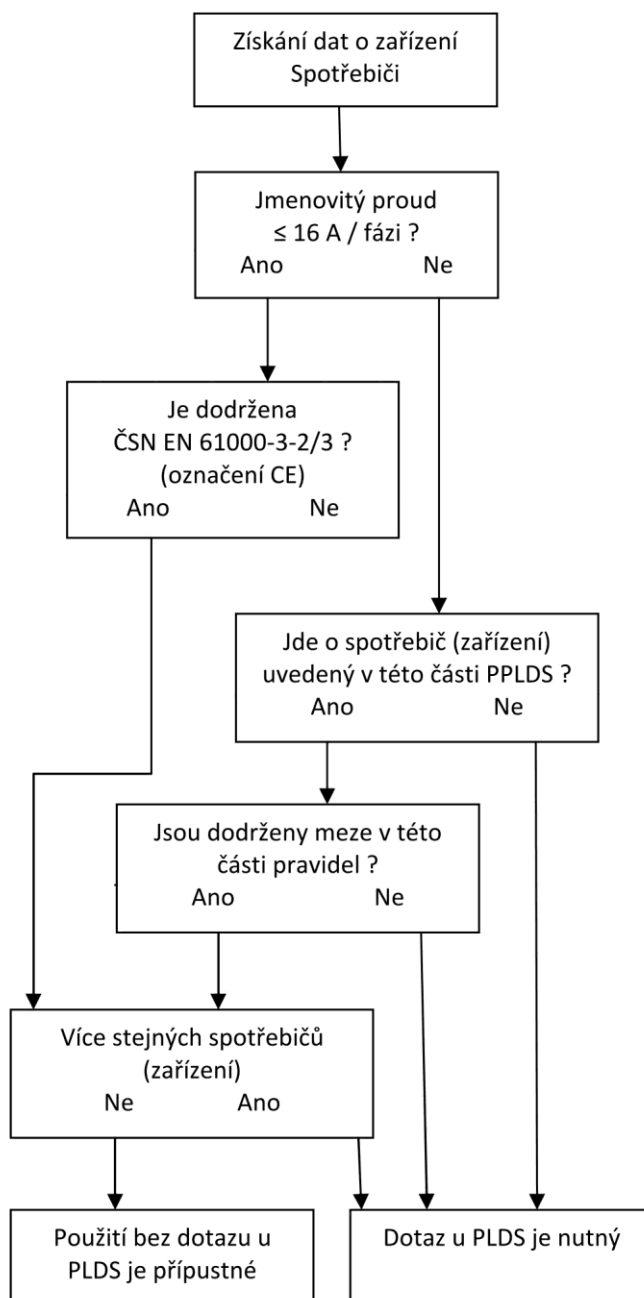 Získání dat o zařízení
Spotřebiči
Jmenovitý proud
≤ 16 A / fázi ?
Ano Ne
Je dodržena
ČSN EN 61000-3-2/3 ?
(označení CE)
Ano Ne
Jde o spotřebič (zařízení)
uvedený v této části PPLDS ?
Ano Ne
Jsou dodrženy meze v této
části pravidel ?
Ano Ne
Více stejných spotřebičů
(zařízení)
Ne Ano
Použití bez dotazu u
PLDS je přípustné
Dotaz u PLDS je nutný